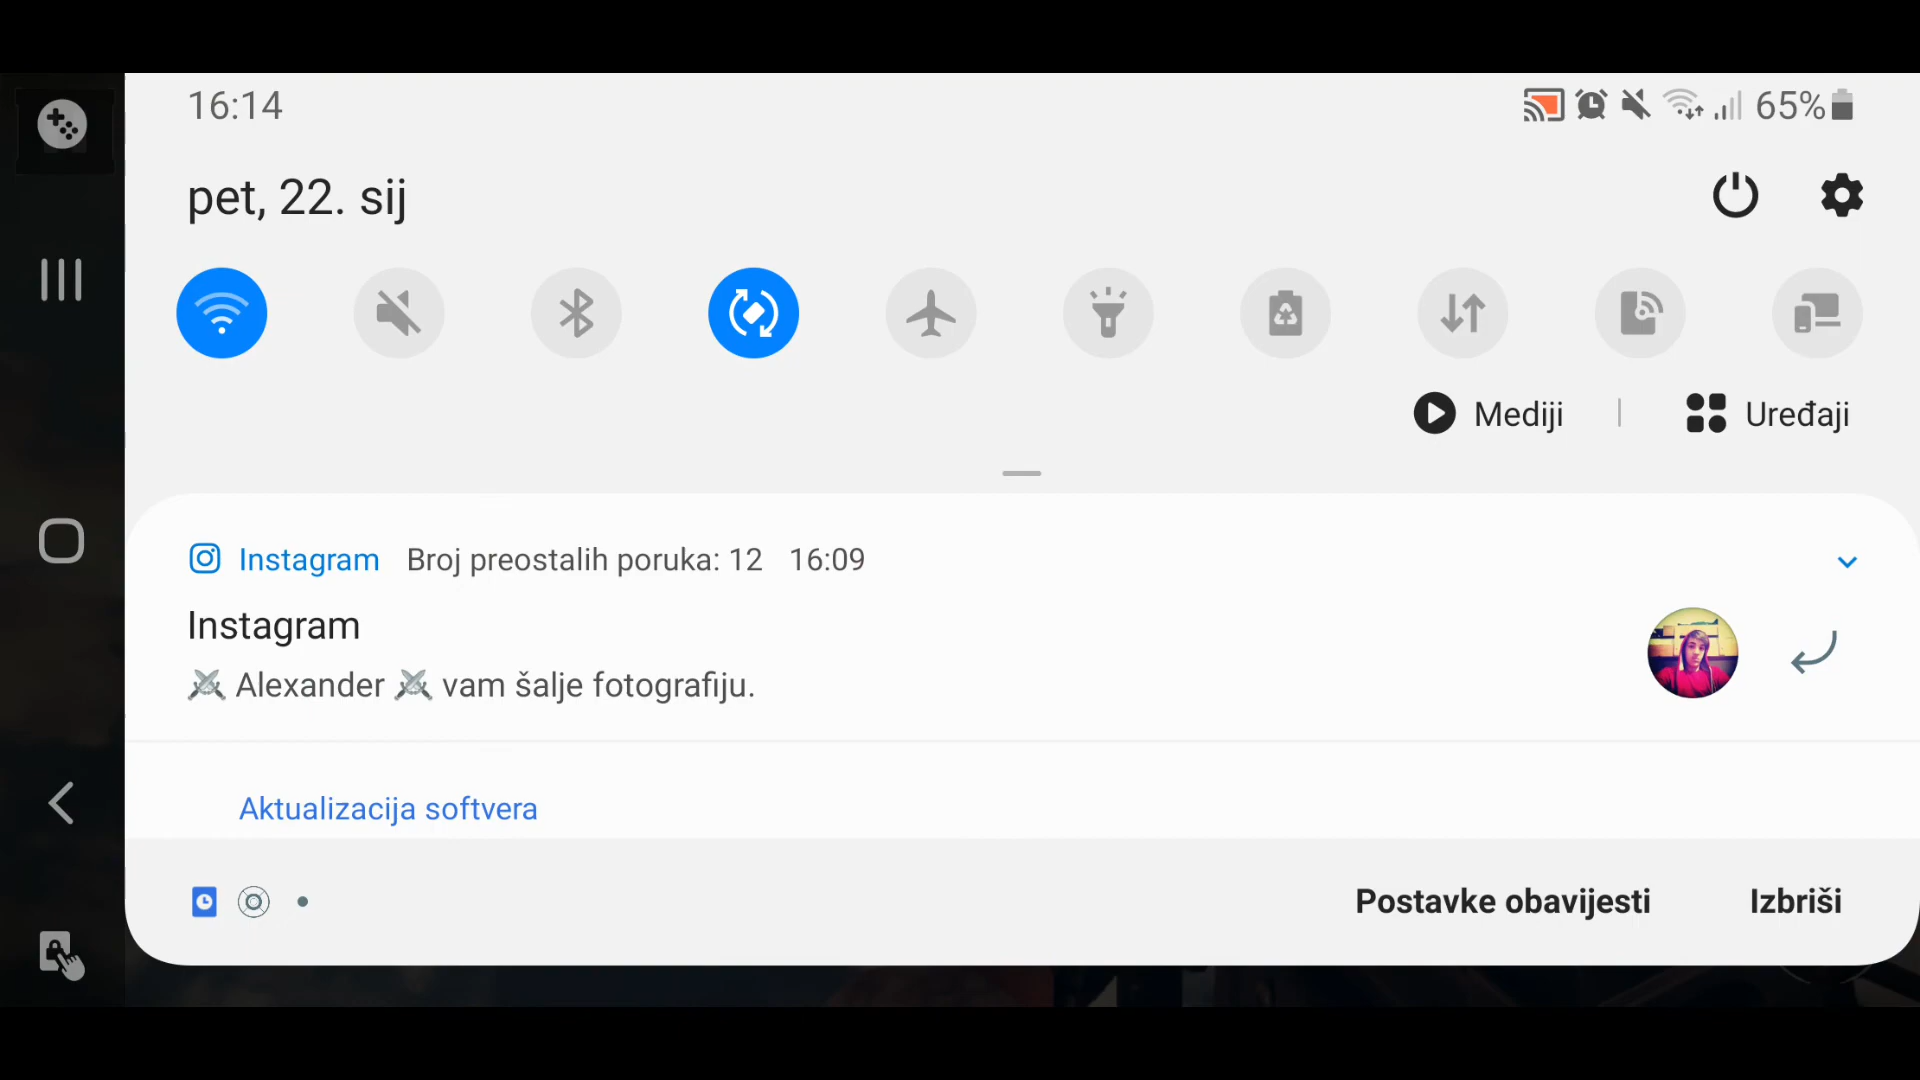 16:14
65%
pet, 22. sij
Mediji
Uređaji
Instagram Broj preostalih poruka: 12 16:09
Instagram
⚔️ Alexander ⚔️ vam šalje fotografiju.
Aktualizacija softvera
Postavke obavijesti
Izbriši